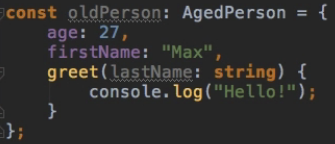 const oldPerson: AgedPerson = {
    age: 27,
    firstName: "Max",
    greet(lastName: string) {
        console.log("Hello!");
    }
};